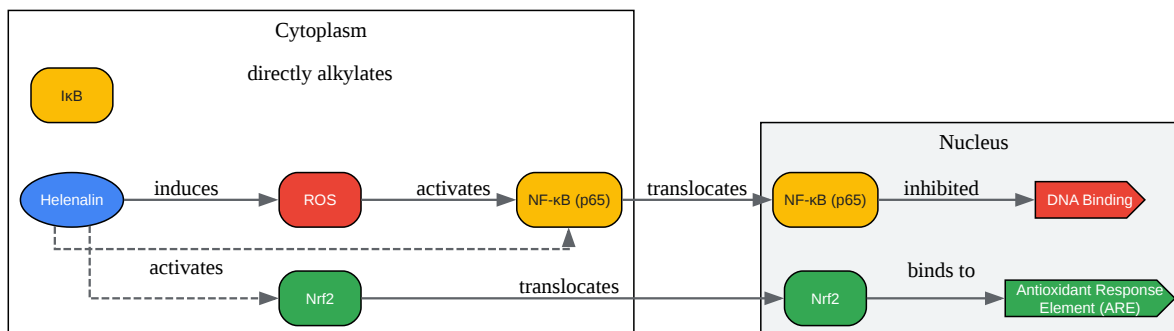 Cytoplasm
directly alkylates
IκB
Nucleus
Helenalin
induces
ROS
activates
NF-κB (p65)
translocates
NF-κB (p65)
inhibited
DNA Binding
activates
Nrf2
translocates
Nrf2
binds to
Antioxidant Response
Element (ARE)